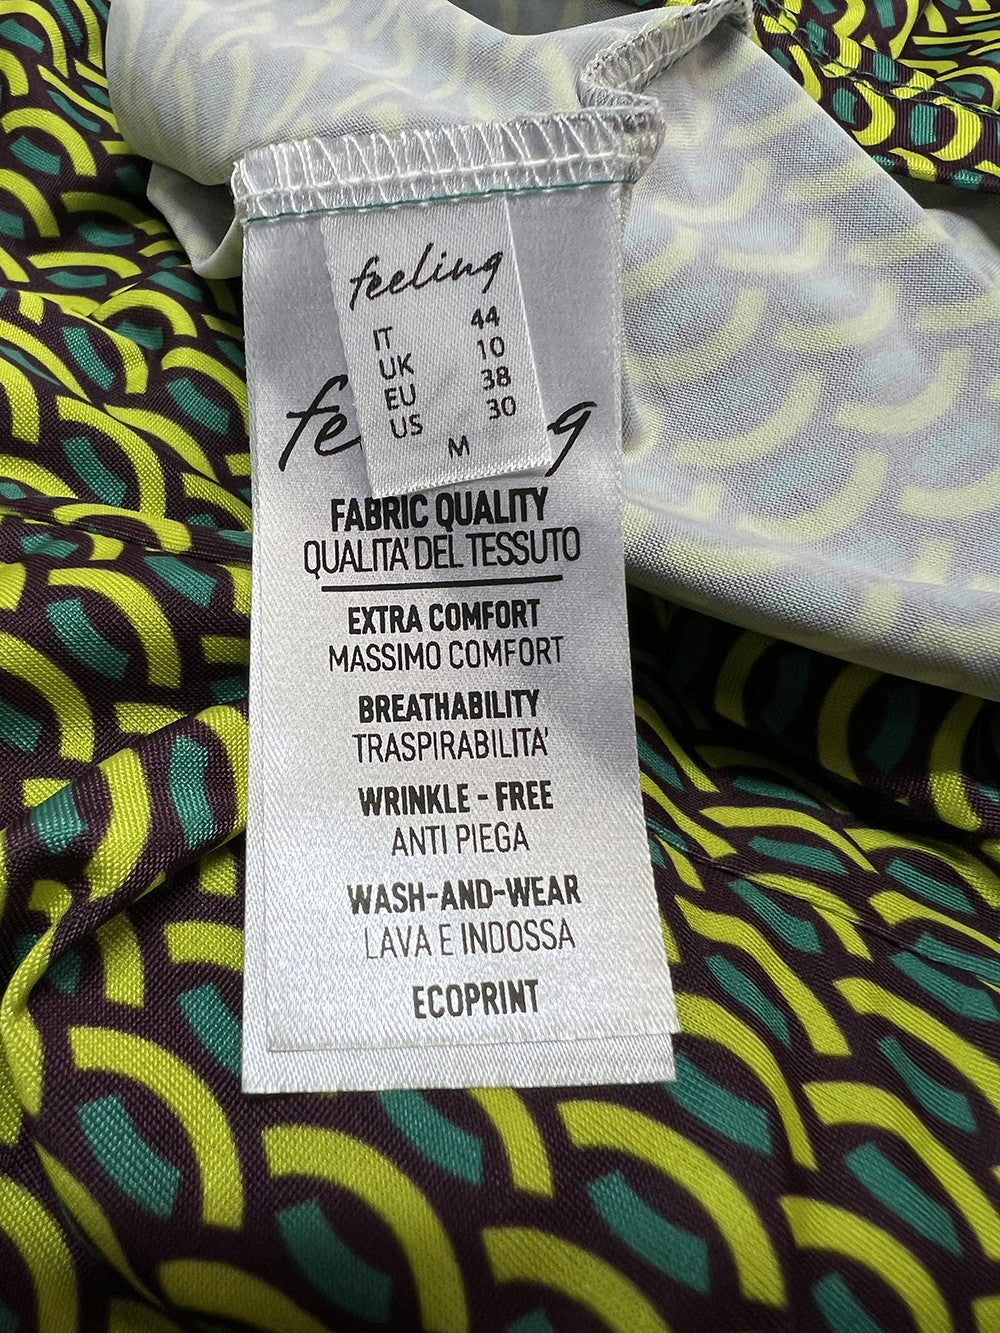 feeling
IT 44
UK 10
EU 38
US 30
M
FABRIC QUALITY
QUALITA' DEL TESSUTO
EXTRA COMFORT
MASSIMO COMFORT
BREATHABILITY
TRASPIRABILITA'
WRINKLE - FREE
ANTI PIEGA
WASH-AND-WEAR
LAVA E INDOSSA
ECOPRINT